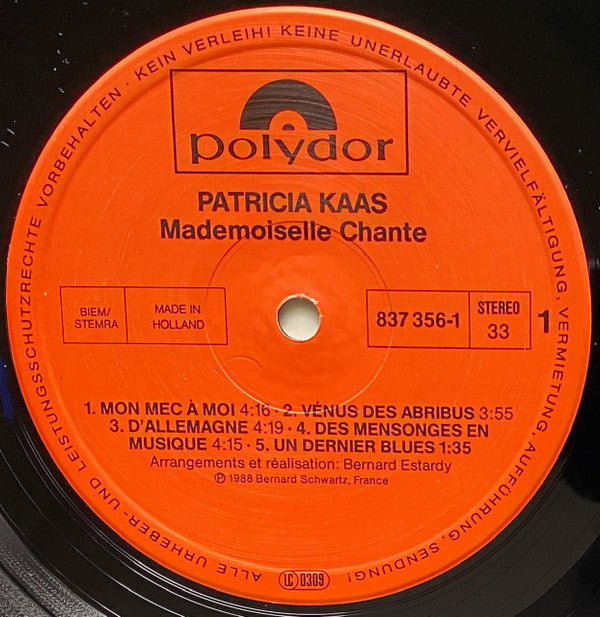 ALLE URHEBER- UND LEISTUNGSSCHUTZRECHTE VORBEHALTEN · KEIN VERLEIH! KEINE UNERLAUBTE VERVIELFÄLTIGUNG, VERMIETUNG, AUFFÜHRUNG, SENDUNG!
polydor
PATRICIA KAAS
Mademoiselle Chante
BIEM/
STEMRA
MADE IN
HOLLAND
837 356-1
STEREO
33
1
1. MON MEC À MOI 4:16 · 2. VÉNUS DES ABRIBUS 3:55
3. D'ALLEMAGNE 4:19 · 4. DES MENSONGES EN
MUSIQUE 4:15 · 5. UN DERNIER BLUES 1:35
Arrangements et réalisation: Bernard Estardy
℗ 1988 Bernard Schwartz, France
LC 0309